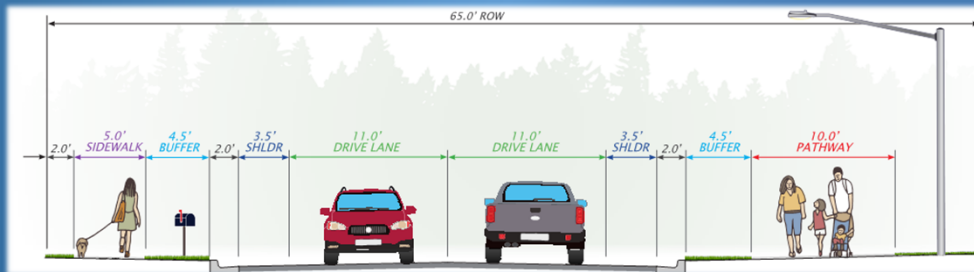 65.0' ROW
2.0'
5.0'
SIDEWALK
4.5'
BUFFER
2.0'
3.5'
SHLDR
11.0'
DRIVE LANE
11.0'
DRIVE LANE
3.5'
SHLDR
2.0'
4.5'
BUFFER
10.0'
PATHWAY